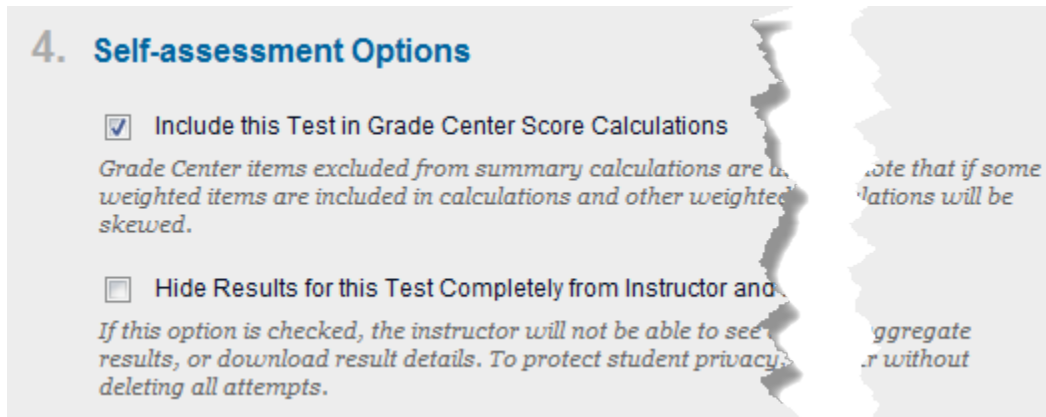 4. Self-assessment Options
Include this Test in Grade Center Score Calculations
Grade Center items excluded from summary calculations are that if some
weighted items are included in calculations and other weighted will be
skewed.
Hide Results for this Test Completely from Instructor and
If this option is checked, the instructor will not be able to see aggregate
results, or download result details. To protect student privacy, without
deleting all attempts.